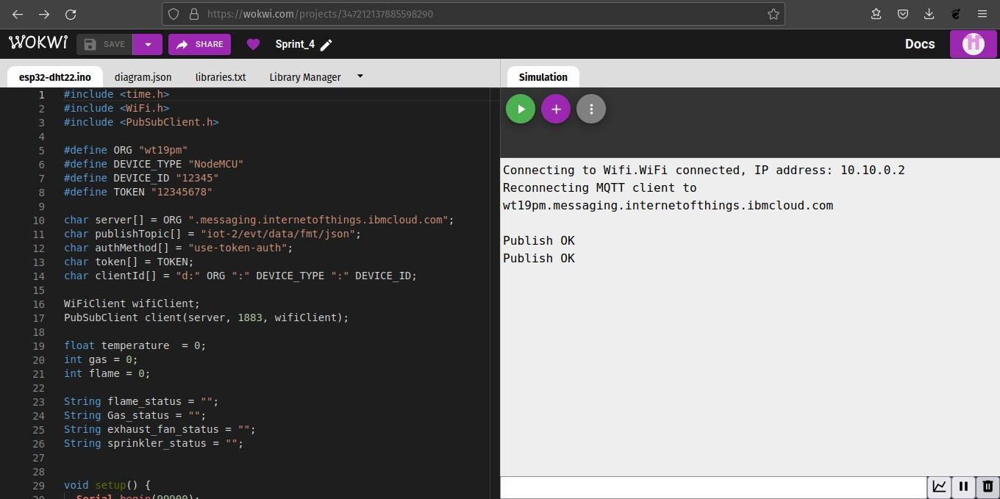 https://wokwi.com/projects/347212137885598290
WOKWi
SAVE
SHARE
Sprint_4
Docs
esp32-dht22.ino
diagram.json
libraries.txt
Library Manager
Simulation
1 #include <time.h>
2 #include <WiFi.h>
3 #include <PubSubClient.h>
4
5 #define ORG "wt19pm"
6 #define DEVICE_TYPE "NodeMCU"
7 #define DEVICE_ID "12345"
8 #define TOKEN "12345678"
9
10 char server[] = ORG ".messaging.internetofthings.ibmcloud.com";
11 char publishTopic[] = "iot-2/evt/data/fmt/json";
12 char authMethod[] = "use-token-auth";
13 char token[] = TOKEN;
14 char clientId[] = "d:" ORG ":" DEVICE_TYPE ":" DEVICE_ID;
15
16 WiFiClient wifiClient;
17 PubSubClient client(server, 1883, wifiClient);
18
19 float temperature  = 0;
20 int gas = 0;
21 int flame = 0;
22
23 String flame_status = "";
24 String Gas_status = "";
25 String exhaust_fan_status = "";
26 String sprinkler_status = "";
27
28
29 void setup() {
30 Serial.begin(99900);
Connecting to Wifi.WiFi connected, IP address: 10.10.0.2
Reconnecting MQTT client to
wt19pm.messaging.internetofthings.ibmcloud.com
Publish OK
Publish OK